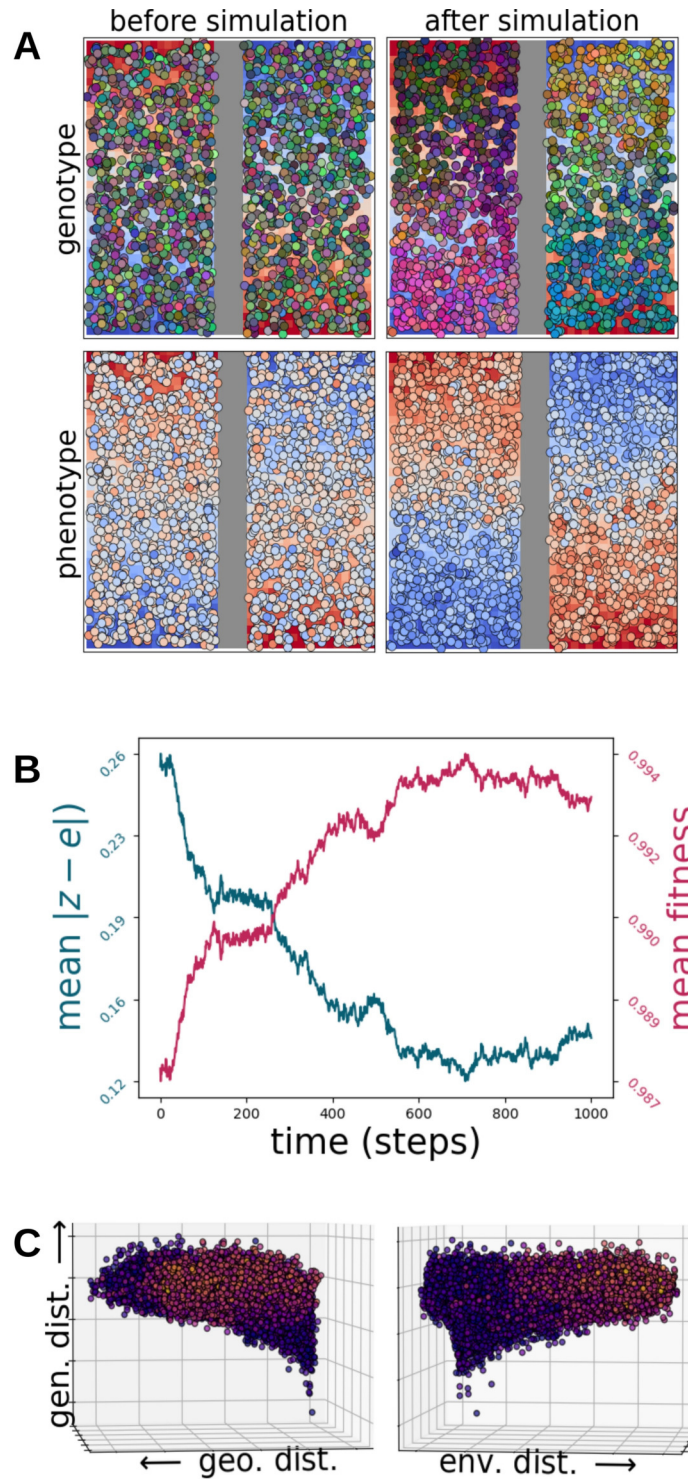 before simulation
after simulation
A
genotype
phenotype
B
0.26
0.23
0.19
0.16
0.12
mean |z − e|
0.994
0.992
0.990
0.989
0.987
mean fitness
0 200 400 600 800 1000
time (steps)
C
gen. dist. ⟶
⟵ geo. dist.
env. dist. ⟶